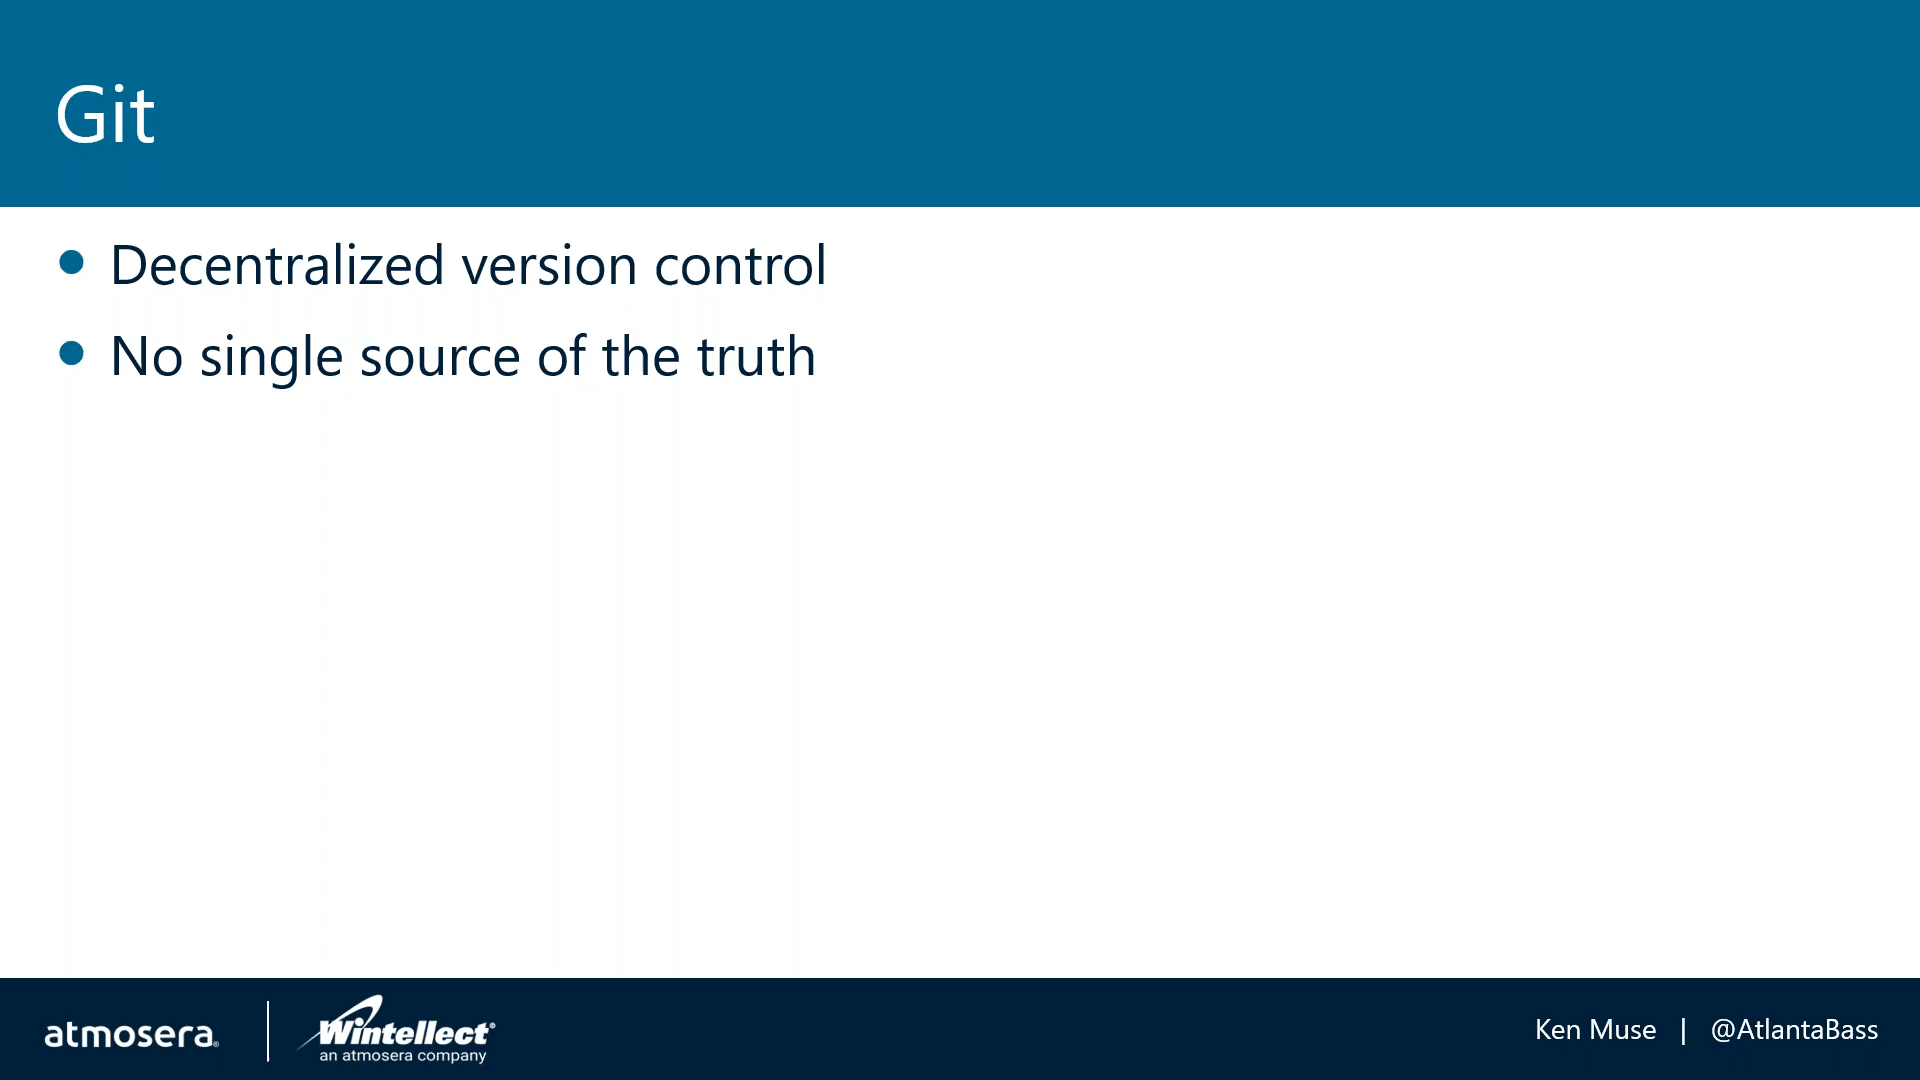 Git
• Decentralized version control
• No single source of the truth
atmosera®
Wintellect®
an atmosera company
Ken Muse | @AtlantaBass